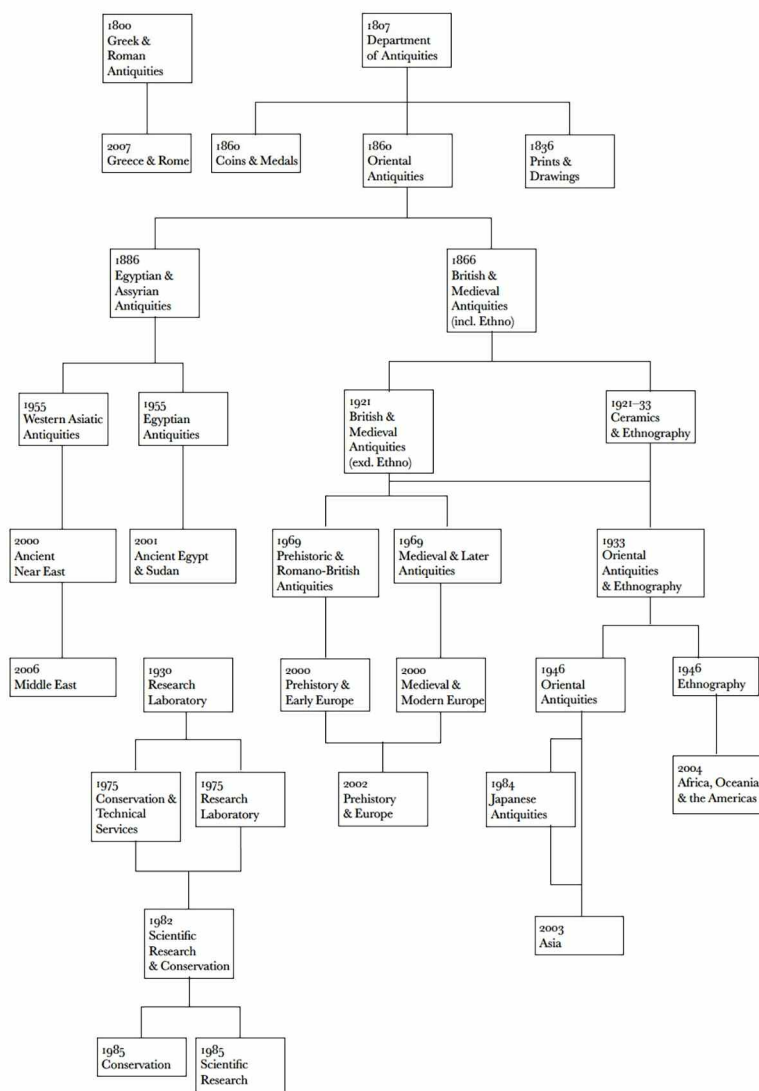 1800
Greek &
Roman
Antiquities
1807
Department
of Antiquities
2007
Greece & Rome
1860
Coins & Medals
1860
Oriental
Antiquities
1836
Prints &
Drawings
1886
Egyptian &
Assyrian
Antiquities
1866
British &
Medieval
Antiquities
(incl. Ethno)
1955
Western Asiatic
Antiquities
1955
Egyptian
Antiquities
1921
British &
Medieval
Antiquities
(exd. Ethno)
1921–33
Ceramics
& Ethnography
2000
Ancient
Near East
2001
Ancient Egypt
& Sudan
1969
Prehistoric &
Romano-British
Antiquities
1969
Medieval & Later
Antiquities
1933
Oriental
Antiquities
& Ethnography
2006
Middle East
1930
Research
Laboratory
2000
Prehistory &
Early Europe
2000
Medieval &
Modern Europe
1946
Oriental
Antiquities
1946
Ethnography
1975
Conservation &
Technical
Services
1975
Research
Laboratory
2002
Prehistory
& Europe
1984
Japanese
Antiquities
2004
Africa, Oceania
& the Americas
1982
Scientific
Research
& Conservation
2003
Asia
1985
Conservation
1985
Scientific
Research